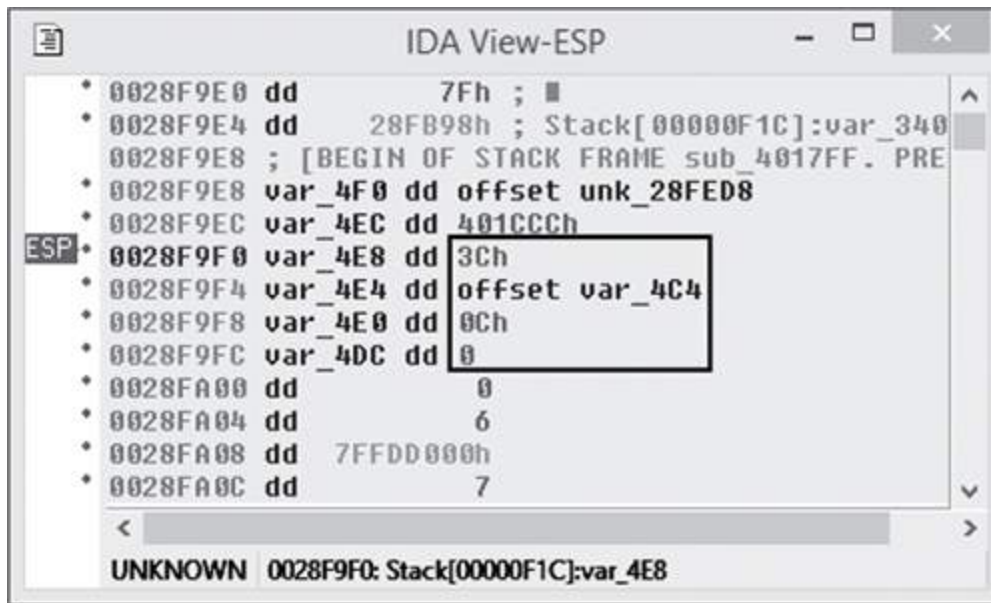 IDA View-ESP
0028F9E0 dd 7Fh ;
0028F9E4 dd 28FB98h ; Stack[00000F1C]:var_340
0028F9E8 ; [BEGIN OF STACK FRAME sub_4017FF. PRE
0028F9E8 var_4F0 dd offset unk_28FED8
0028F9EC var_4EC dd 401CCCh
ESP 0028F9F0 var_4E8 dd 3Ch
0028F9F4 var_4E4 dd offset var_4C4
0028F9F8 var_4E0 dd 0Ch
0028F9FC var_4DC dd 0
0028FA00 dd 0
0028FA04 dd 6
0028FA08 dd 7FFDD000h
0028FA0C dd 7
UNKNOWN 0028F9F0: Stack[00000F1C]:var_4E8